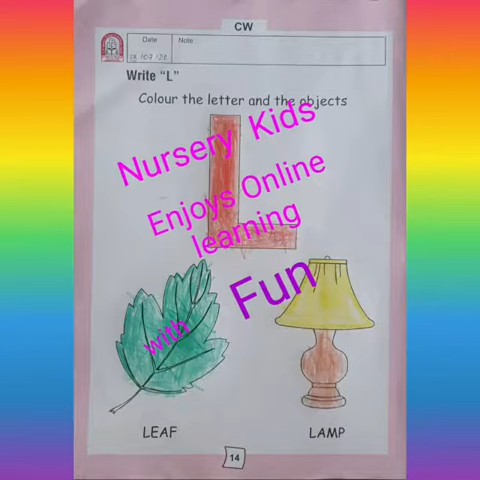 CW
Date
Note
Write "L"
Colour the letter and the objects
Nursery Kids
Enjoys Online
learning
with Fun
LEAF
LAMP
14